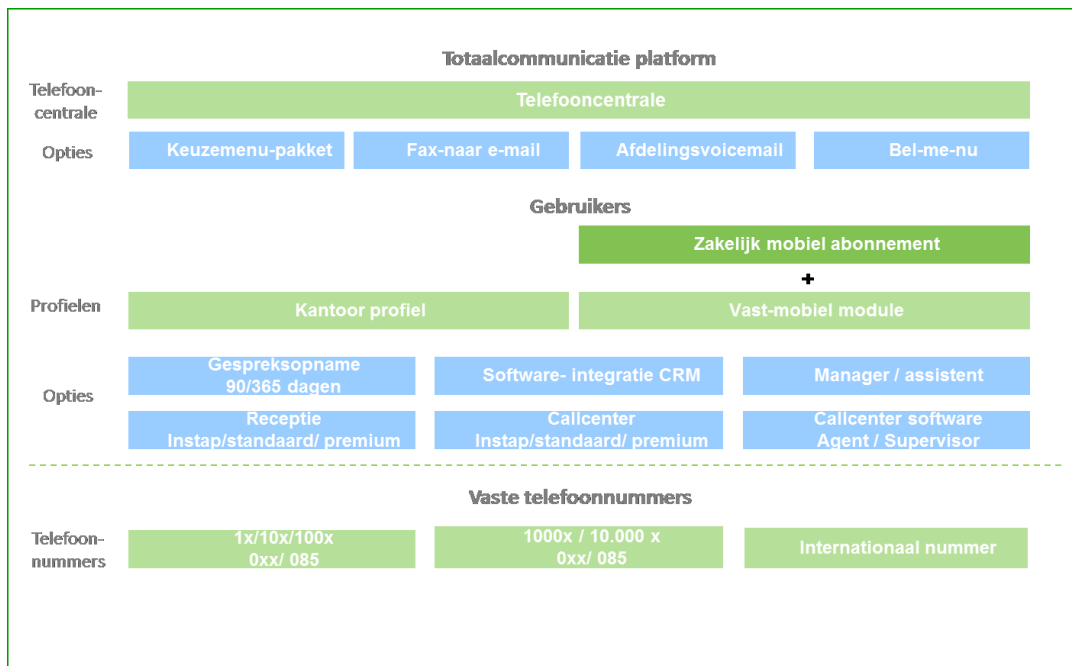 Totaalcommunicatie platform
Telefoon-
centrale
Telefooncentrale
Opties
Keuzemenu-pakket
Fax-naar e-mail
Afdelingsvoicemail
Bel-me-nu
Gebruikers
Zakelijk mobiel abonnement
+
Profielen
Kantoor profiel
Vast-mobiel module
Opties
Gespreksopname
90/365 dagen
Software- integratie CRM
Manager / assistent
Receptie
Instap/standaard/ premium
Callcenter
Instap/standaard/ premium
Callcenter software
Agent / Supervisor
Vaste telefoonnummers
Telefoon-
nummers
1x/10x/100x
0xx/ 085
1000x / 10.000 x
0xx/ 085
Internationaal nummer